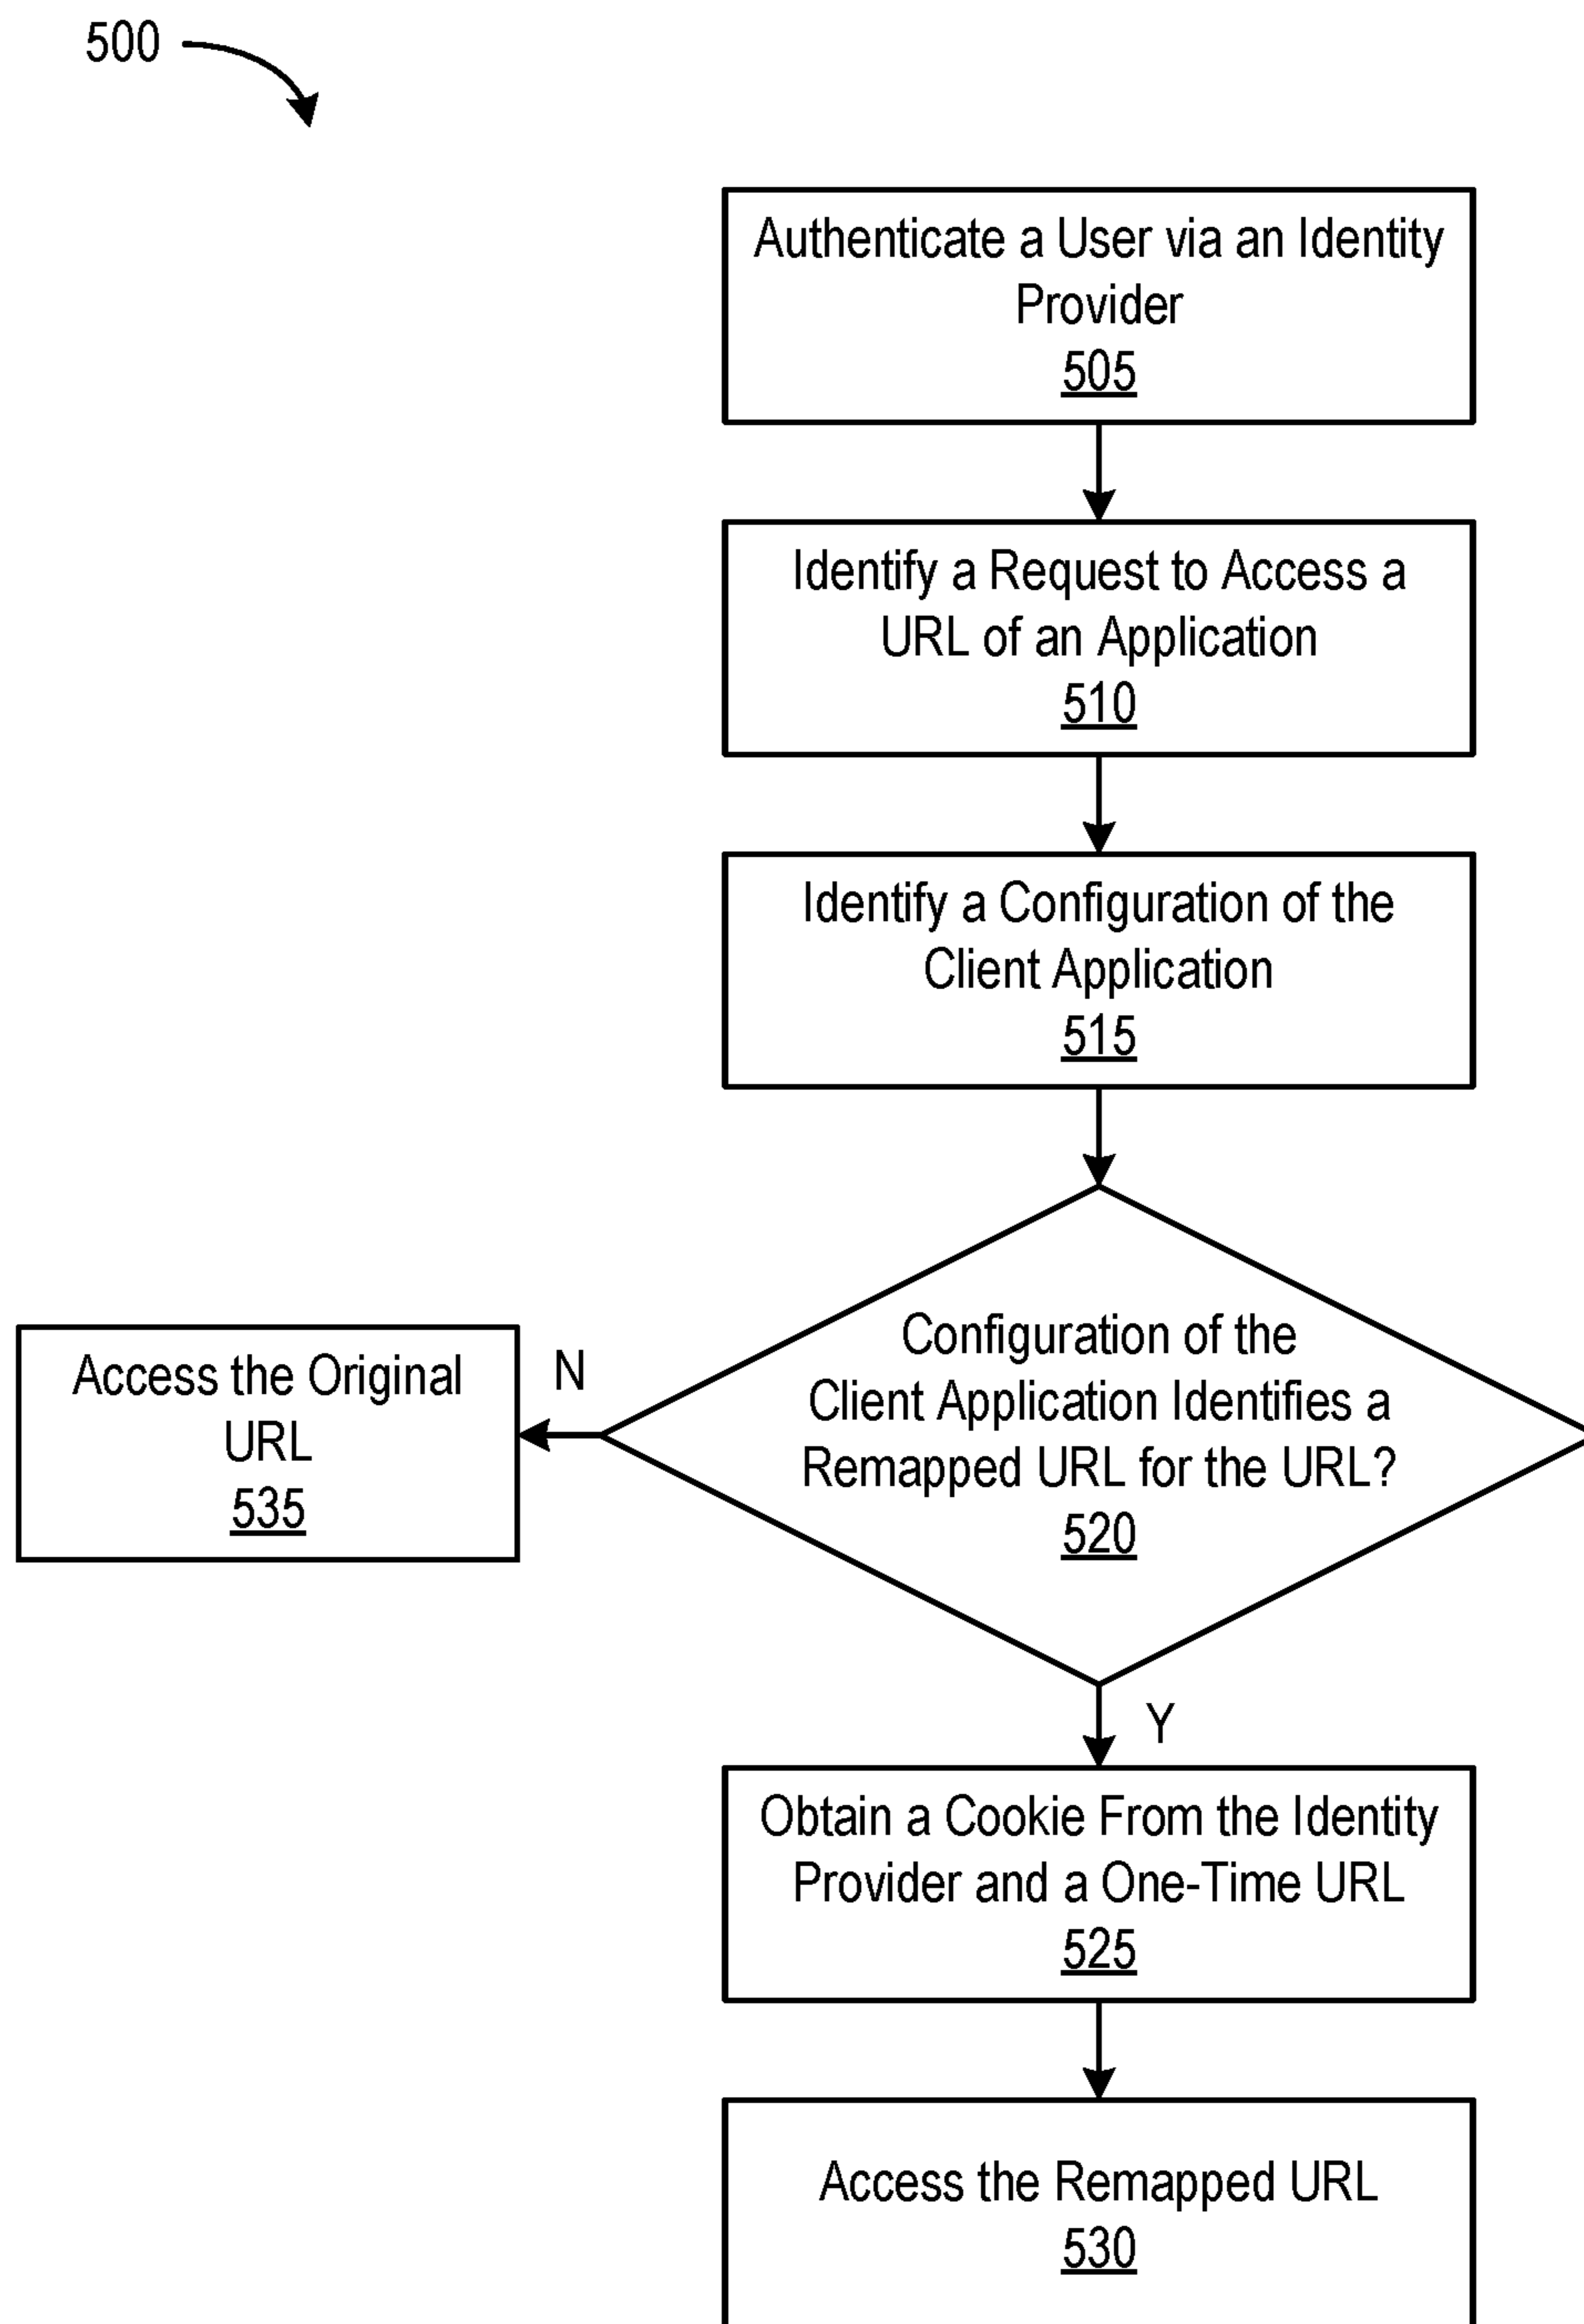 500
Authenticate a User via an Identity
Provider
505
Identify a Request to Access a
URL of an Application
510
Identify a Configuration of the
Client Application
515
Configuration of the
Client Application Identifies a
Remapped URL for the URL?
520
N
Access the Original
URL
535
Y
Obtain a Cookie From the Identity
Provider and a One-Time URL
525
Access the Remapped URL
530